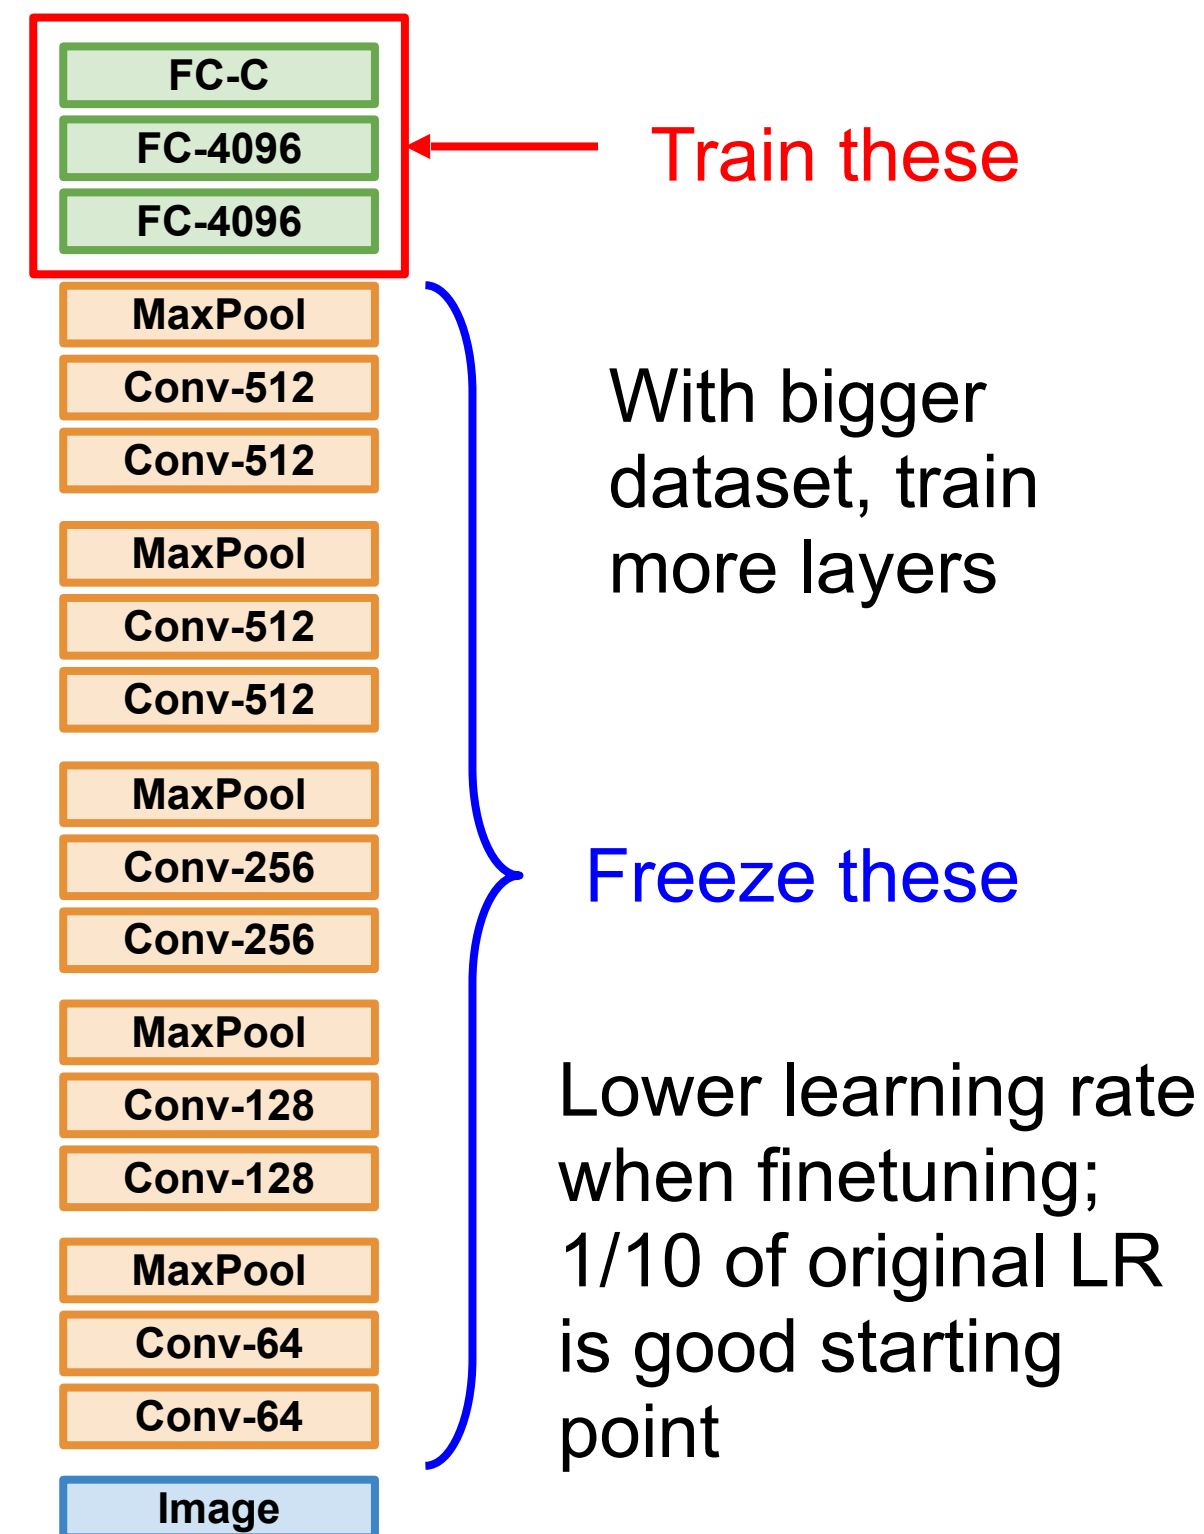 FC-C
FC-4096
FC-4096
MaxPool
Conv-512
Conv-512
MaxPool
Conv-512
Conv-512
MaxPool
Conv-256
Conv-256
MaxPool
Conv-128
Conv-128
MaxPool
Conv-64
Conv-64
Image
Train these
With bigger
dataset, train
more layers
Freeze these
Lower learning rate
when finetuning;
1/10 of original LR
is good starting
point